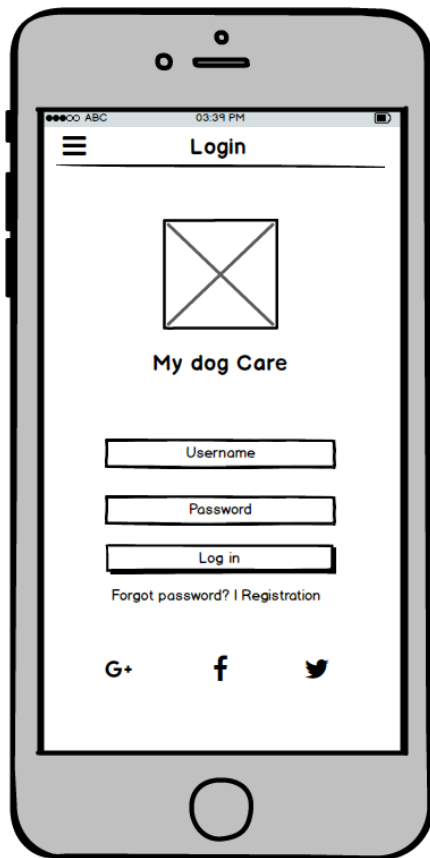 ABC 03:39 PM
Login
My dog Care
Username
Password
Log in
Forgot password? | Registration
G+ f